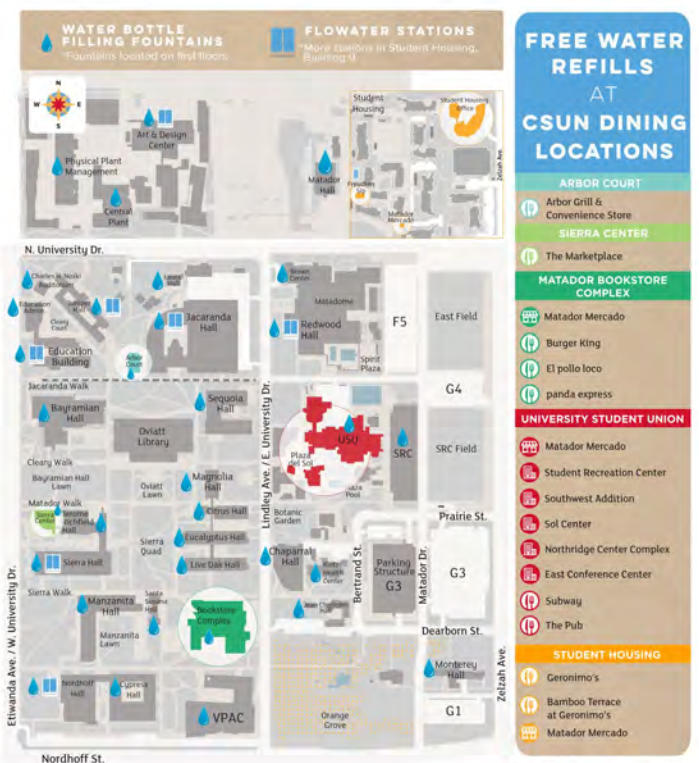 WATER BOTTLE
FILLING FOUNTAINS
*Fountains located on first floors
FLOWATER STATIONS
*More stations in Student Housing,
Building 9
N
W
E
S
Art & Design
Center
Physical Plant
Management
Central
Plant
Matador
Hall
Student
Housing
Student Housing
Office
Matador
Mercado
Zelzah Ave.
N. University Dr.
Auditorium
Cleary
Court
Education
Building
Jacaranda
Hall
Arbor
Court
Matadome
Redwood
Hall
Spirit
Plaza
F5
East Field
G4
Jacaranda Walk
Bayramian
Hall
Oviatt
Library
Sequoia
Hall
Lindley Ave. / E. University Dr.
USU
Plaza
del Sol
SRC
SRC Field
Cleary Walk
Bayramian Hall
Lawn
Oviatt
Lawn
Magnolia
Hall
Pool
Matador Walk
Sierra
Center
Citrus Hall
Botanic
Garden
Prairie St.
Sierra
Quad
Eucalyptus Hall
Chaparral
Hall
Sierra Hall
Live Oak Hall
Bertrand St.
Parking
Structure
G3
Matador Dr.
G3
Sierra Walk
Manzanita
Hall
Manzanita
Lawn
Bookstore
Complex
Dearborn St.
Etiwanda Ave. / W. University Dr.
Nordhoff
Hall
Cypress
Hall
VPAC
Orange
Grove
Monterey
Hall
G1
Zelzah Ave.
Nordhoff St.
FREE WATER
REFILLS
AT
CSUN DINING
LOCATIONS
ARBOR COURT
Arbor Grill &
Convenience Store
SIERRA CENTER
The Marketplace
MATADOR BOOKSTORE
COMPLEX
Matador Mercado
Burger King
El pollo loco
panda express
UNIVERSITY STUDENT UNION
Matador Mercado
Student Recreation Center
Southwest Addition
Sol Center
Northridge Center Complex
East Conference Center
Subway
The Pub
STUDENT HOUSING
Geronimo's
Bamboo Terrace
at Geronimo's
Matador Mercado